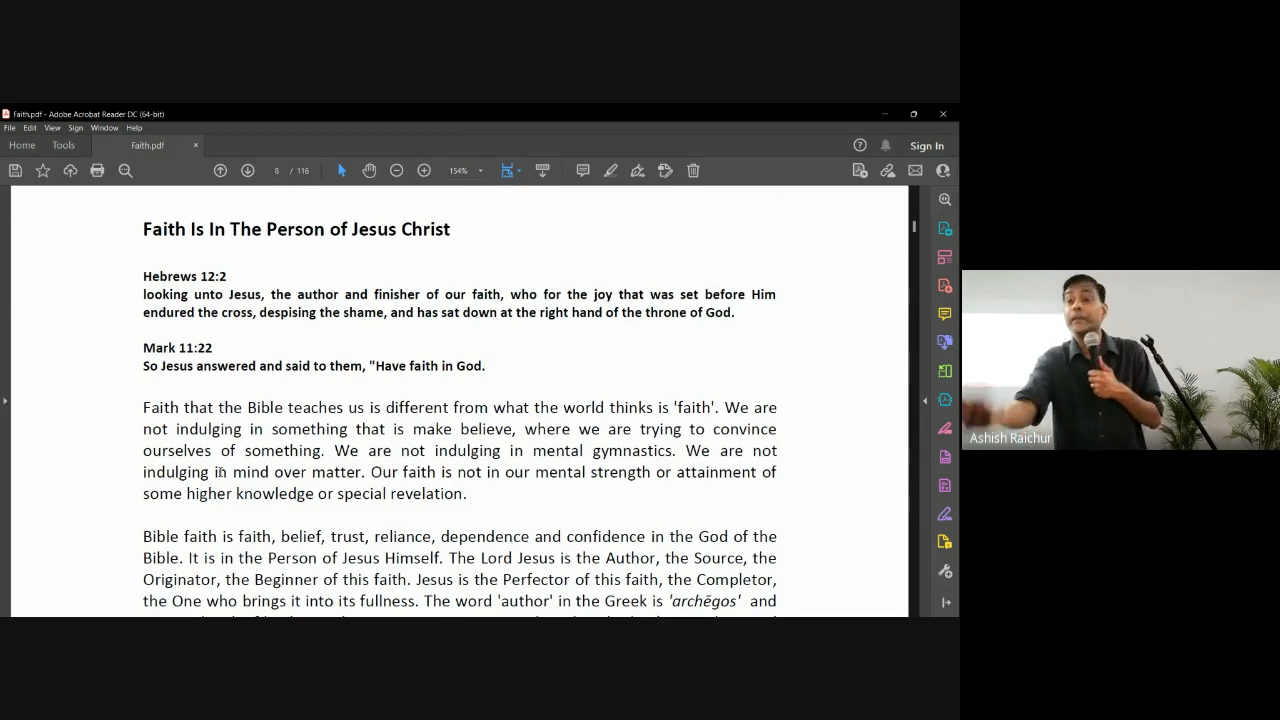 Faith.pdf - Adobe Acrobat Reader DC (64-bit)
File Edit View Sign Window Help
Home Tools Faith.pdf × Sign In
8 / 116 154%
Faith Is In The Person of Jesus Christ
Hebrews 12:2
looking unto Jesus, the author and finisher of our faith, who for the joy that was set before Him
endured the cross, despising the shame, and has sat down at the right hand of the throne of God.
Mark 11:22
So Jesus answered and said to them, "Have faith in God.
Faith that the Bible teaches us is different from what the world thinks is 'faith'. We are
not indulging in something that is make believe, where we are trying to convince
ourselves of something. We are not indulging in mental gymnastics. We are not
indulging in mind over matter. Our faith is not in our mental strength or attainment of
some higher knowledge or special revelation.
Bible faith is faith, belief, trust, reliance, dependence and confidence in the God of the
Bible. It is in the Person of Jesus Himself. The Lord Jesus is the Author, the Source, the
Originator, the Beginner of this faith. Jesus is the Perfector of this faith, the Completor,
the One who brings it into its fullness. The word 'author' in the Greek is 'archēgos' and
Ashish Raichur